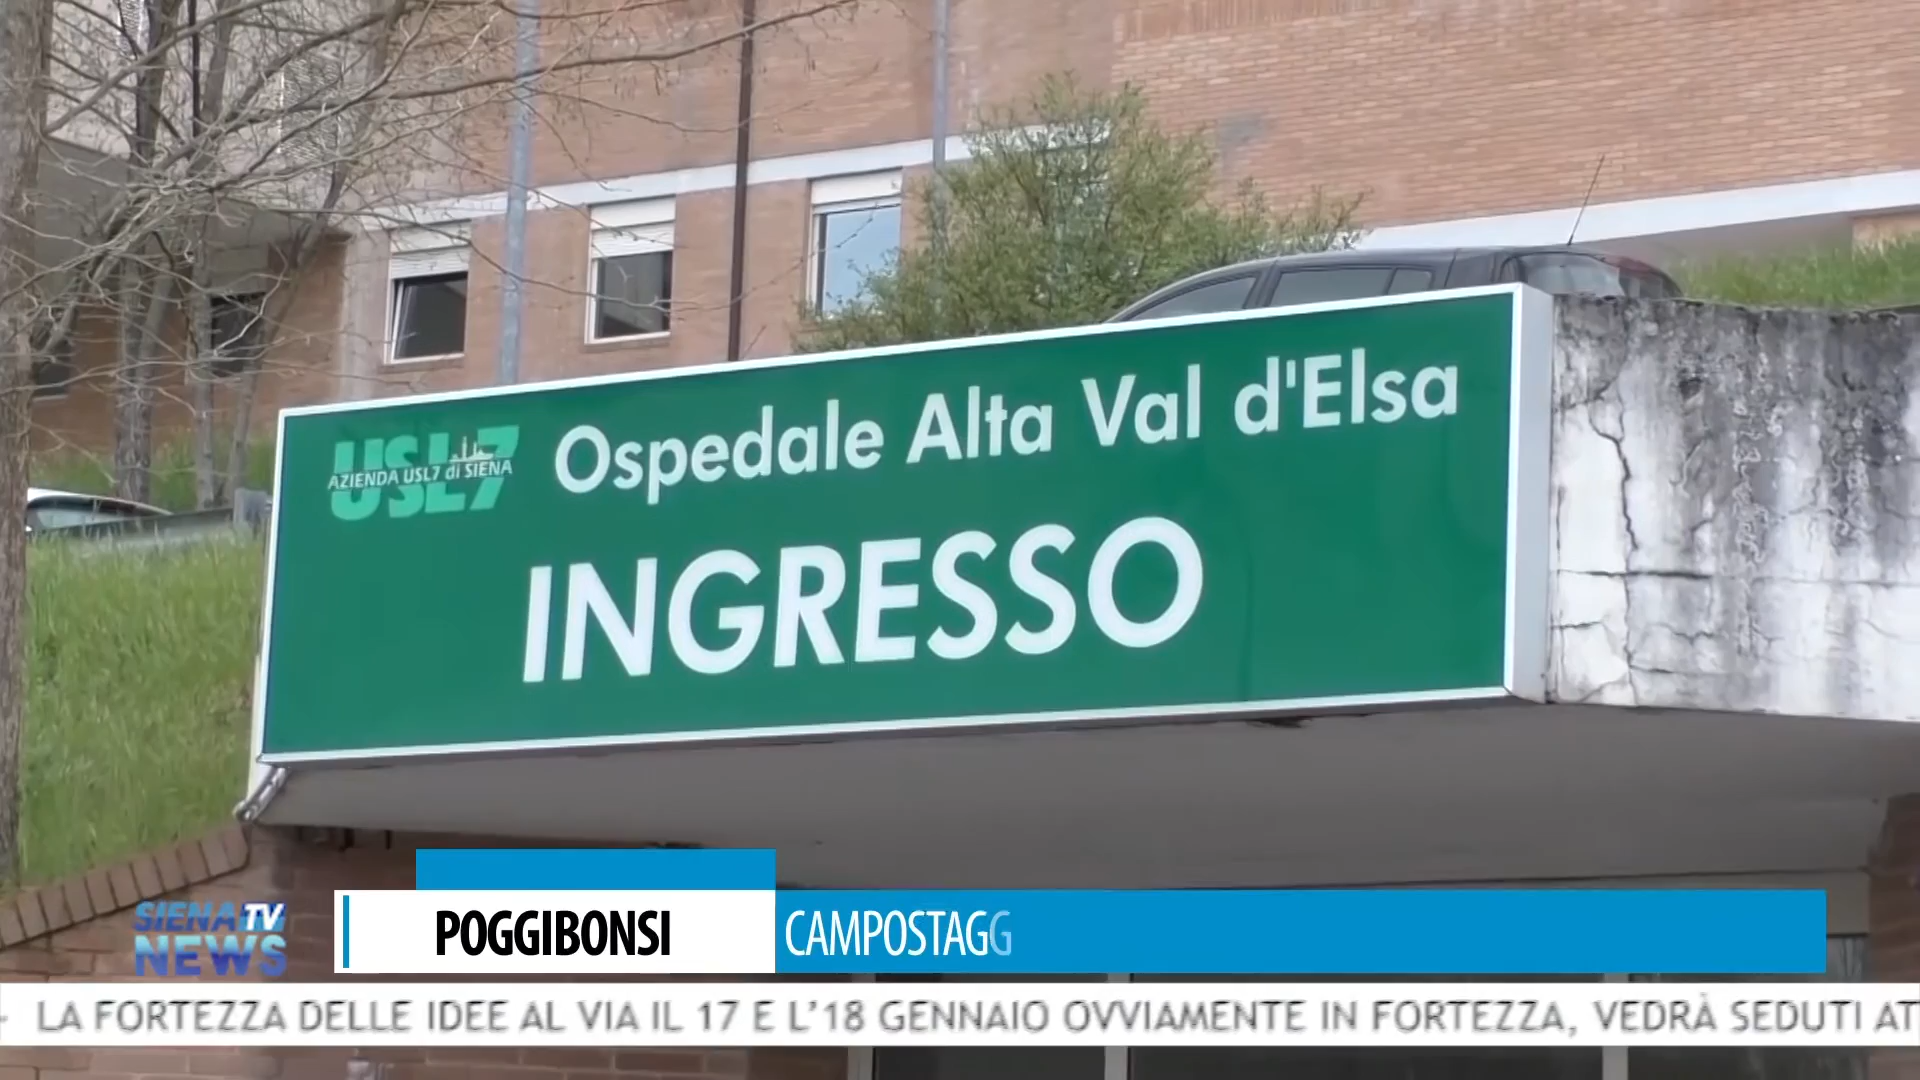 USL7
AZIENDA USL7 di SIENA
Ospedale Alta Val d'Elsa
INGRESSO
SIENA TV
NEWS
POGGIBONSI
CAMPOSTAGG
LA FORTEZZA DELLE IDEE AL VIA IL 17 E L'18 GENNAIO OVVIAMENTE IN FORTEZZA, VEDRÀ SEDUTI AT